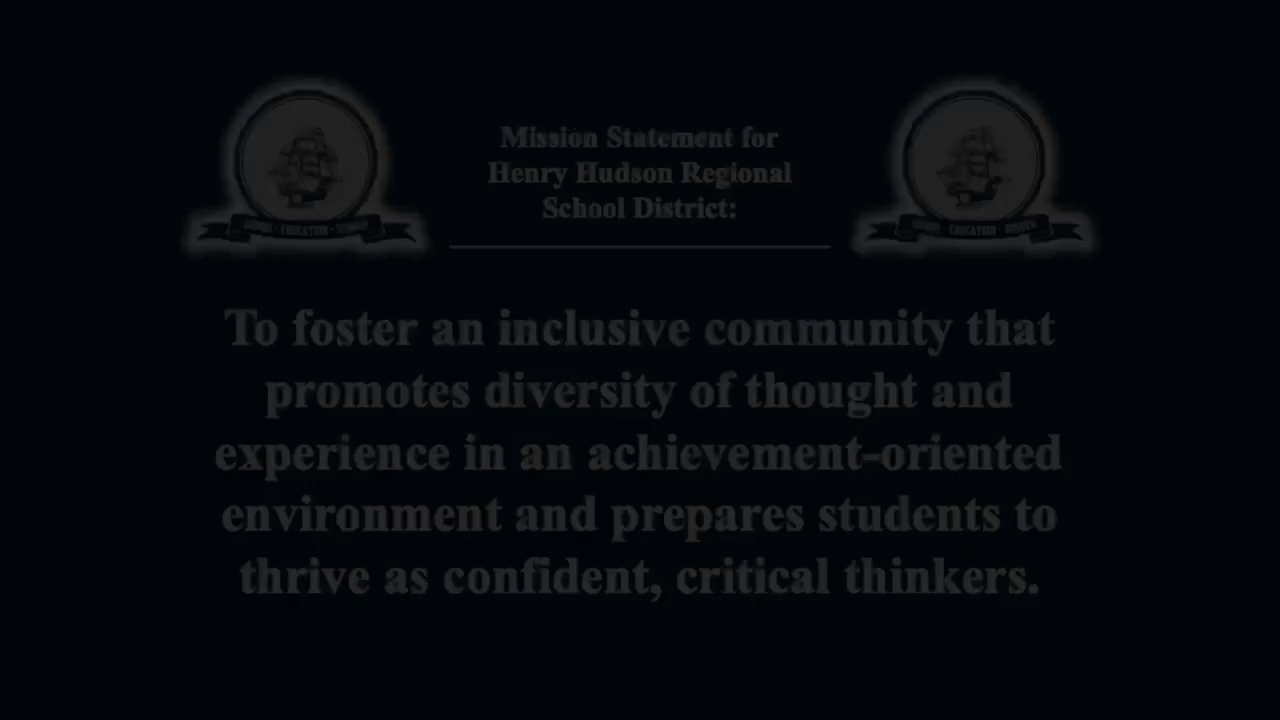 Mission Statement for
Henry Hudson Regional
School District:
To foster an inclusive community that
promotes diversity of thought and
experience in an achievement-oriented
environment and prepares students to
thrive as confident, critical thinkers.